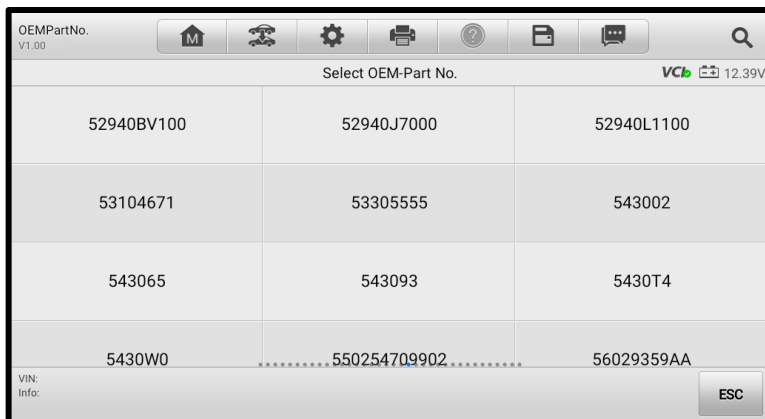 OEMPartNo.
V1.00
M
?
Select OEM-Part No.
VCI 12.39V
52940BV100 52940J7000 52940L1100
53104671 53305555 543002
543065 543093 5430T4
5430W0 550254709902 56029359AA
VIN:
Info:
ESC